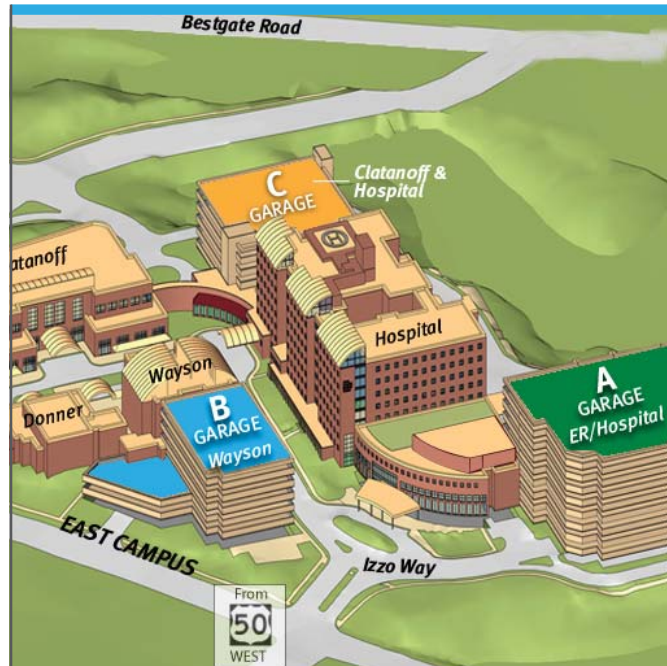 Bestgate Road
C
GARAGE
Clatanoff &
Hospital
H
atanoff
Hospital
Wayson
Donner
B
GARAGE
Wayson
A
GARAGE
ER/Hospital
EAST CAMPUS
Izzo Way
From
50
WEST